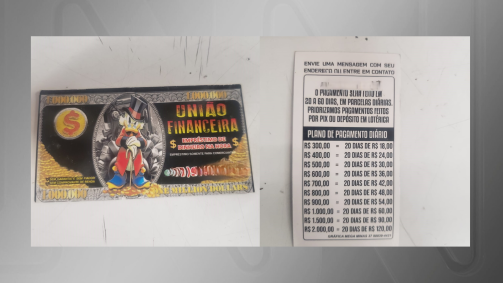 UNIÃO
FINANCEIRA
EMPRÉSTIMO DE
DINHEIRO NA HORA
ENVIE UMA MENSAGEM COM SEU
ENDEREÇO OU ENTRE EM CONTATO
O PAGAMENTO SERÁ FEITO EM
20 A 60 DIAS, EM PARCELAS DIÁRIAS.
PRIORIZAMOS PAGAMENTOS FEITOS
POR PIX OU DEPÓSITO EM LOTÉRICA
PLANO DE PAGAMENTO DIÁRIO
R$ 300,00 = 20 DIAS DE R$ 18,00
R$ 400,00 = 20 DIAS DE R$ 24,00
R$ 500,00 = 20 DIAS DE R$ 30,00
R$ 600,00 = 20 DIAS DE R$ 36,00
R$ 700,00 = 20 DIAS DE R$ 42,00
R$ 800,00 = 20 DIAS DE R$ 48,00
R$ 900,00 = 20 DIAS DE R$ 54,00
R$ 1.000,00 = 20 DIAS DE R$ 60,00
R$ 1.500,00 = 20 DIAS DE R$ 90,00
R$ 2.000,00 = 20 DIAS DE R$ 120,00